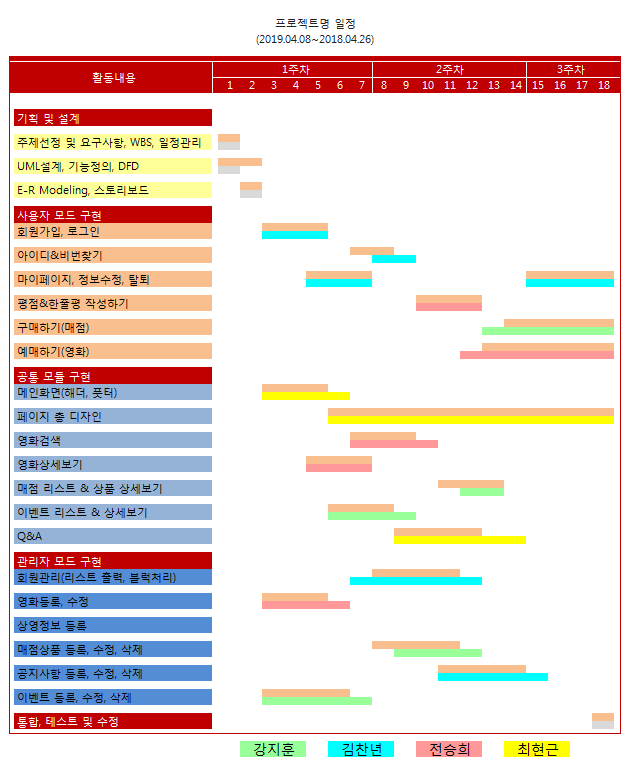 프로젝트명 일정
(2019.04.08~2018.04.26)
활동내용 1주차 2주차 3주차
1 2 3 4 5 6 7 8 9 10 11 12 13 14 15 16 17 18
기획 및 설계
주제선정 및 요구사항, WBS, 일정관리
UML설계, 기능정의, DFD
E-R Modeling, 스토리보드
사용자 모드 구현
회원가입, 로그인
아이디&비번찾기
마이페이지, 정보수정, 탈퇴
평점&한줄평 작성하기
구매하기(매점)
예매하기(영화)
공통 모듈 구현
메인화면(해더, 풋터)
페이지 총 디자인
영화검색
영화상세보기
매점 리스트 & 상품 상세보기
이벤트 리스트 & 상세보기
Q&A
관리자 모드 구현
회원관리(리스트 출력, 블럭처리)
영화등록, 수정
상영정보 등록
매점상품 등록, 수정, 삭제
공지사항 등록, 수정, 삭제
이벤트 등록, 수정, 삭제
통합, 테스트 및 수정
강지훈 김찬년 전승희 최현근